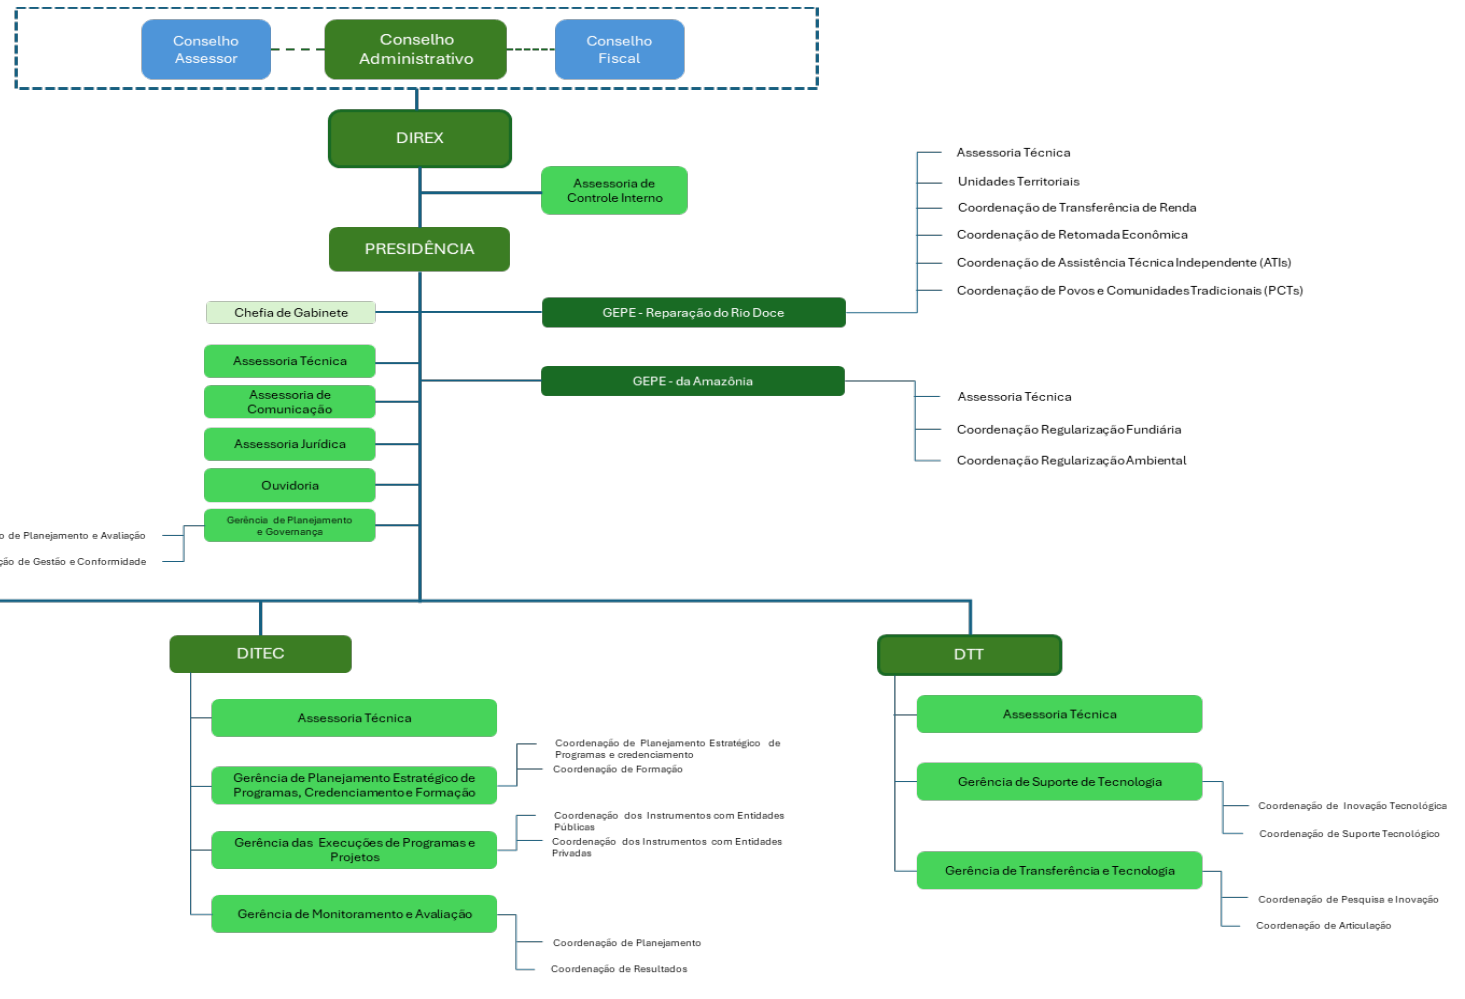 Conselho
Assessor
Conselho
Administrativo
Conselho
Fiscal
DIREX
Assessoria de
Controle Interno
PRESIDÊNCIA
Chefia de Gabinete
GEPE - Reparação do Rio Doce
Assessoria Técnica
Unidades Territoriais
Coordenação de Transferência de Renda
Coordenação de Retomada Econômica
Coordenação de Assistência Técnica Independente (ATIs)
Coordenação de Povos e Comunidades Tradicionais (PCTs)
Assessoria Técnica
Assessoria de
Comunicação
Assessoria Jurídica
Ouvidoria
Gerência de Planejamento
e Governança
de Planejamento e Avaliação
de Gestão e Conformidade
GEPE - da Amazônia
Assessoria Técnica
Coordenação Regularização Fundiária
Coordenação Regularização Ambiental
DITEC
Assessoria Técnica
Gerência de Planejamento Estratégico de
Programas, Credenciamento e Formação
Coordenação de Planejamento Estratégico de
Programas e credenciamento
Coordenação de Formação
Gerência das Execuções de Programas e
Projetos
Coordenação dos Instrumentos com Entidades
Públicas
Coordenação dos Instrumentos com Entidades
Privadas
Gerência de Monitoramento e Avaliação
Coordenação de Planejamento
Coordenação de Resultados
DTT
Assessoria Técnica
Gerência de Suporte de Tecnologia
Coordenação de Inovação Tecnológica
Coordenação de Suporte Tecnológico
Gerência de Transferência e Tecnologia
Coordenação de Pesquisa e Inovação
Coordenação de Articulação